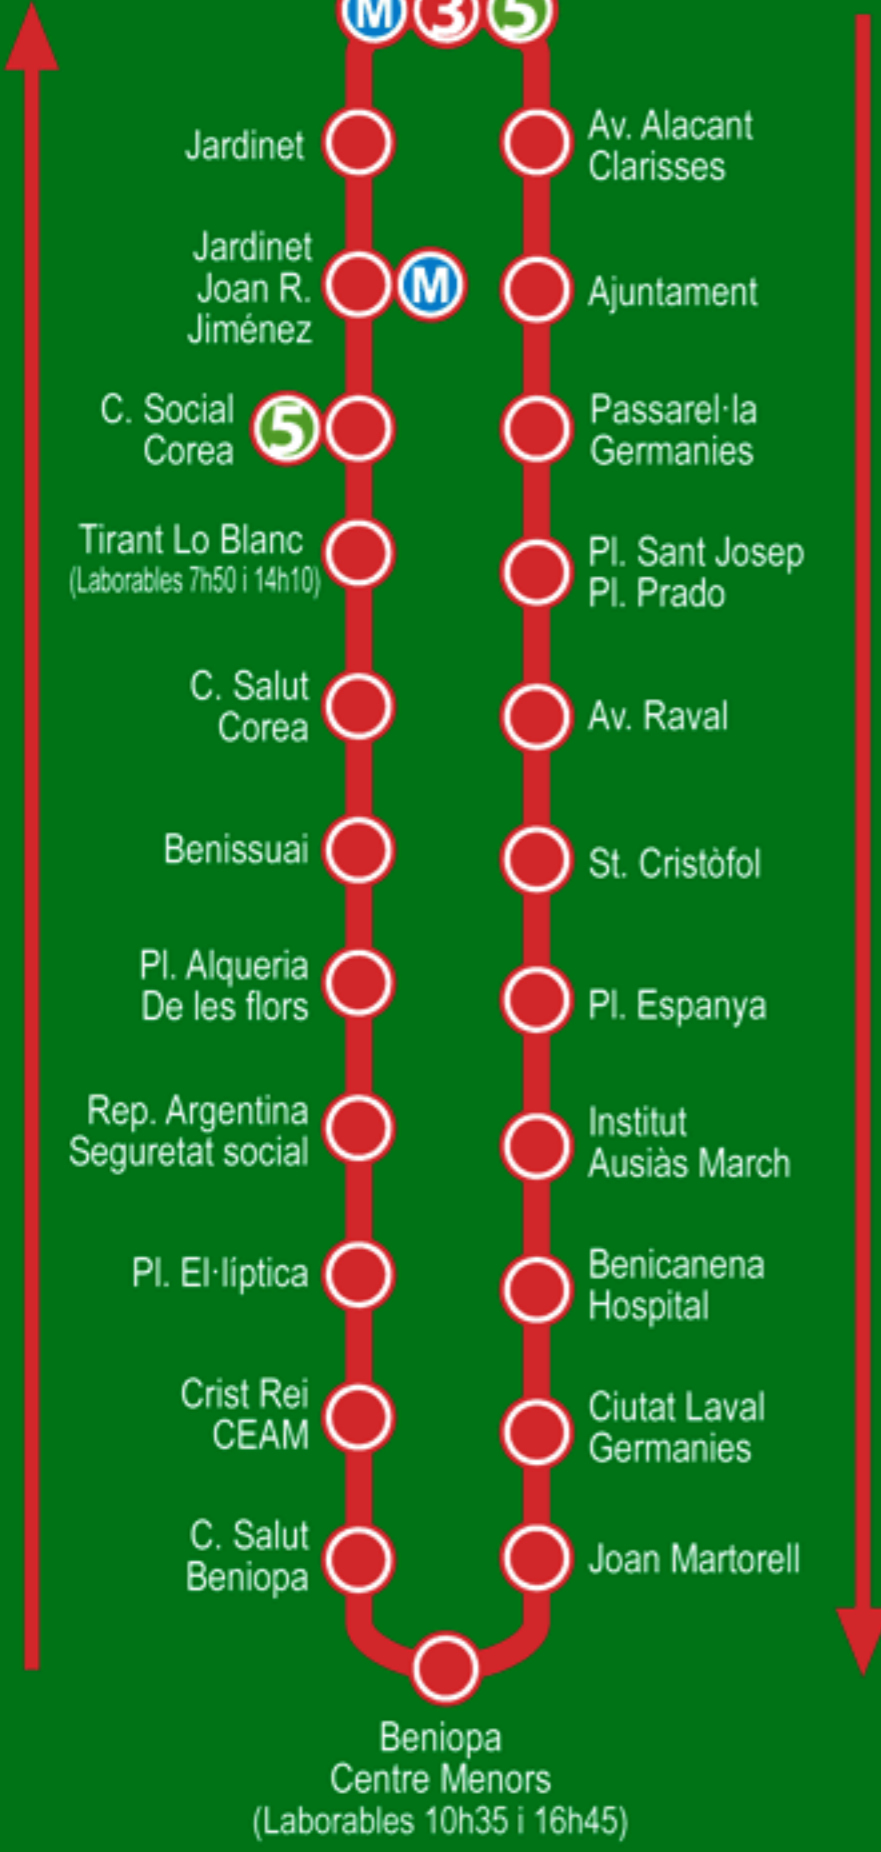 M 3 5
Jardinet
Jardinet
Joan R.
Jiménez
M
C. Social
Corea
5
Tirant Lo Blanc
(Laborables 7h50 i 14h10)
C. Salut
Corea
Benissuai
Pl. Alqueria
De les flors
Rep. Argentina
Seguretat social
Pl. El·líptica
Crist Rei
CEAM
C. Salut
Beniopa
Av. Alacant
Clarisses
Ajuntament
Passarel·la
Germanies
Pl. Sant Josep
Pl. Prado
Av. Raval
St. Cristòfol
Pl. Espanya
Institut
Ausiàs March
Benicanena
Hospital
Ciutat Laval
Germanies
Joan Martorell
Beniopa
Centre Menors
(Laborables 10h35 i 16h45)